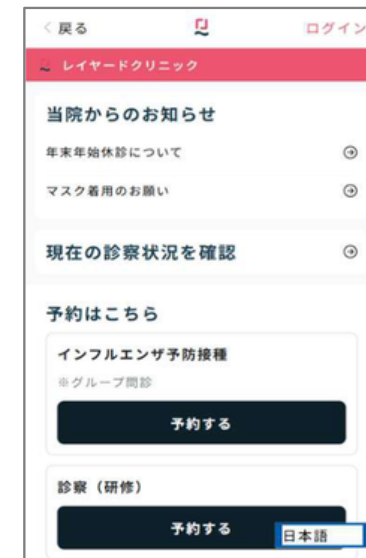 戻る
ログイン
レイヤードクリニック
当院からのお知らせ
年末年始休診について
マスク着用のお願い
現在の診察状況を確認
予約はこちら
インフルエンザ予防接種
※グループ問診
予約する
診察（研修）
予約する
日本語